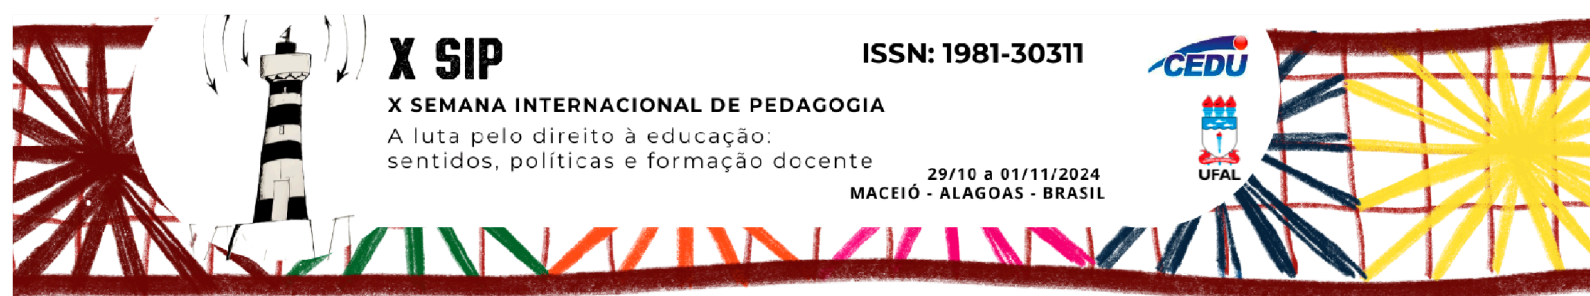 X SIP
ISSN: 1981-30311
CEDU
X SEMANA INTERNACIONAL DE PEDAGOGIA
A luta pelo direito à educação:
sentidos, políticas e formação docente
29/10 a 01/11/2024
MACEIÓ - ALAGOAS - BRASIL
UFAL